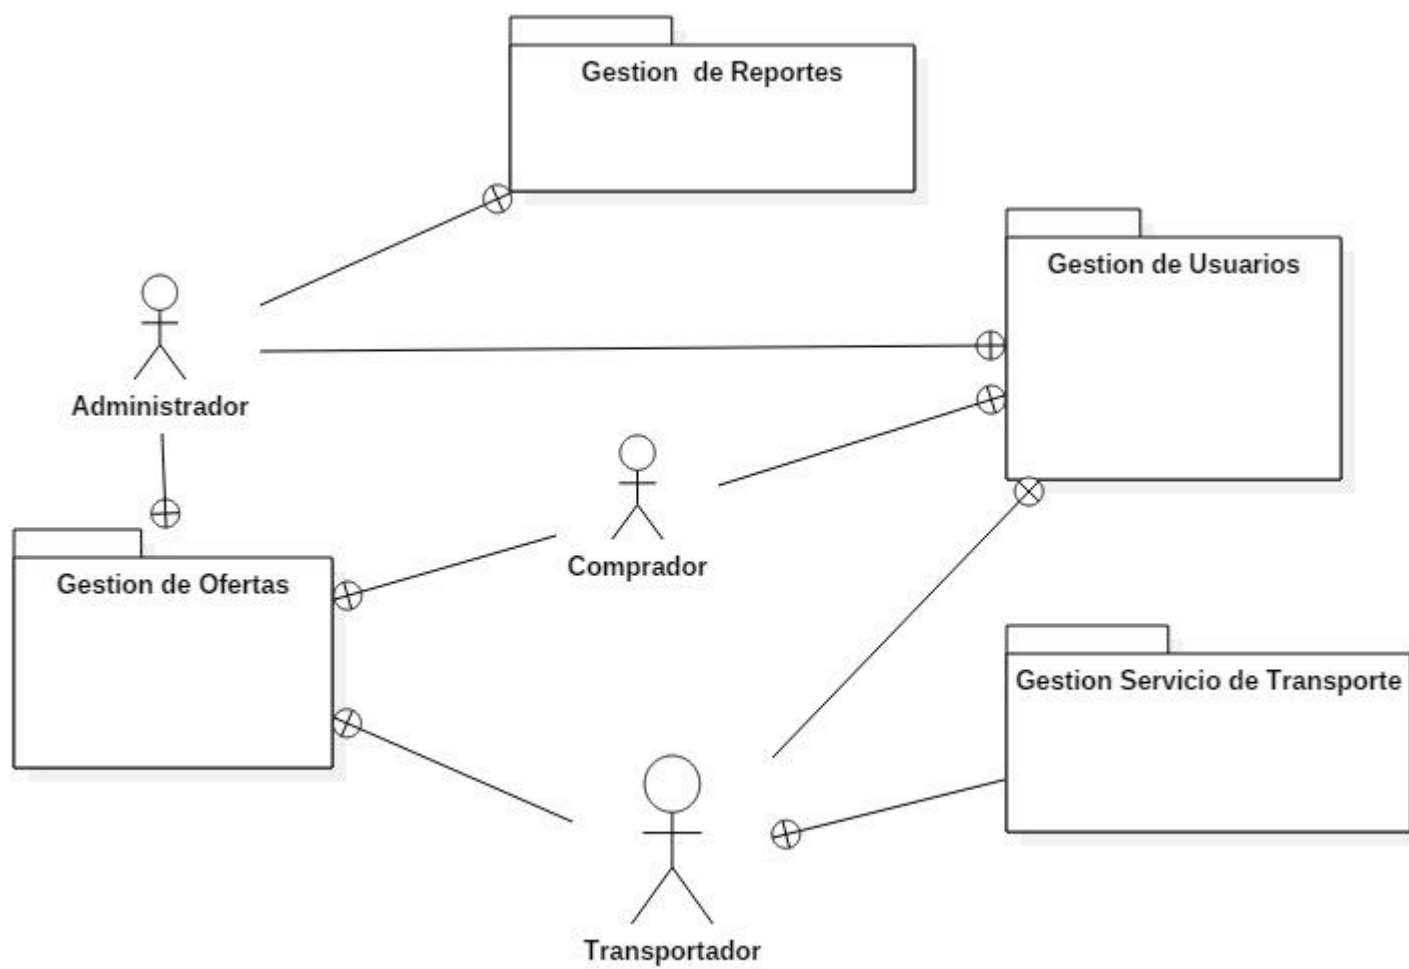 Gestion  de Reportes
Gestion de Usuarios
Administrador
Comprador
Gestion de Ofertas
Gestion Servicio de Transporte
Transportador